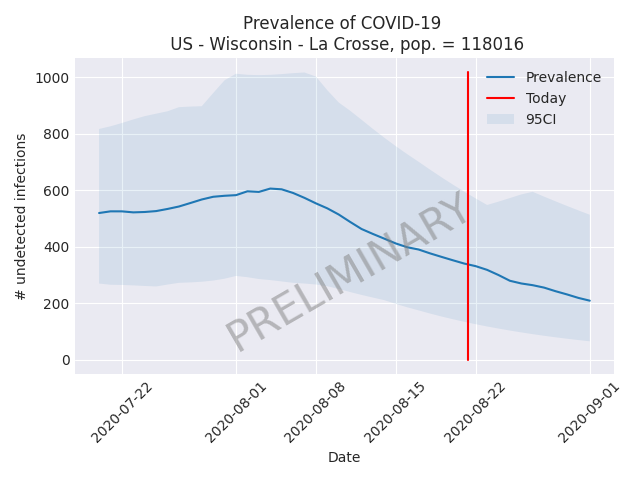 Prevalence of COVID-19
US - Wisconsin - La Crosse, pop. = 118016
# undetected infections
1000
800
600
400
200
0
Prevalence
Today
95CI
PRELIMINARY
2020-07-22
2020-08-01
2020-08-08
2020-08-15
2020-08-22
2020-09-01
Date